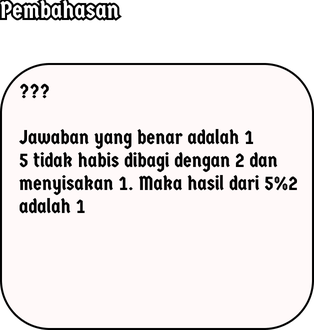 Pembahasan
???
Jawaban yang benar adalah 1
5 tidak habis dibagi dengan 2 dan
menyisakan 1. Maka hasil dari 5%2
adalah 1